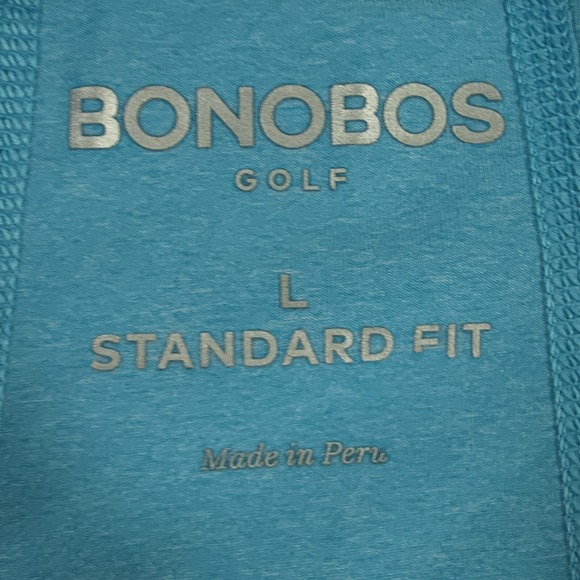 BONOBOS
GOLF
L
STANDARD FIT
Made in Peru